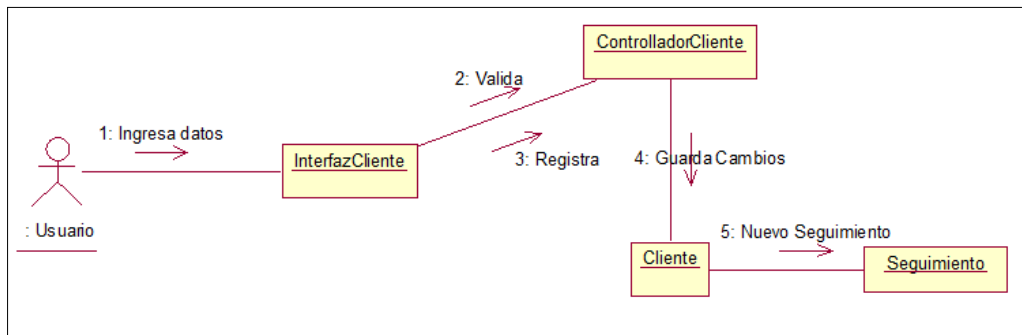 ControlladorCliente
2: Valida
1: Ingresa datos
InterfazCliente
3: Registra
4: Guarda Cambios
: Usuario
5: Nuevo Seguimiento
Cliente
Seguimiento